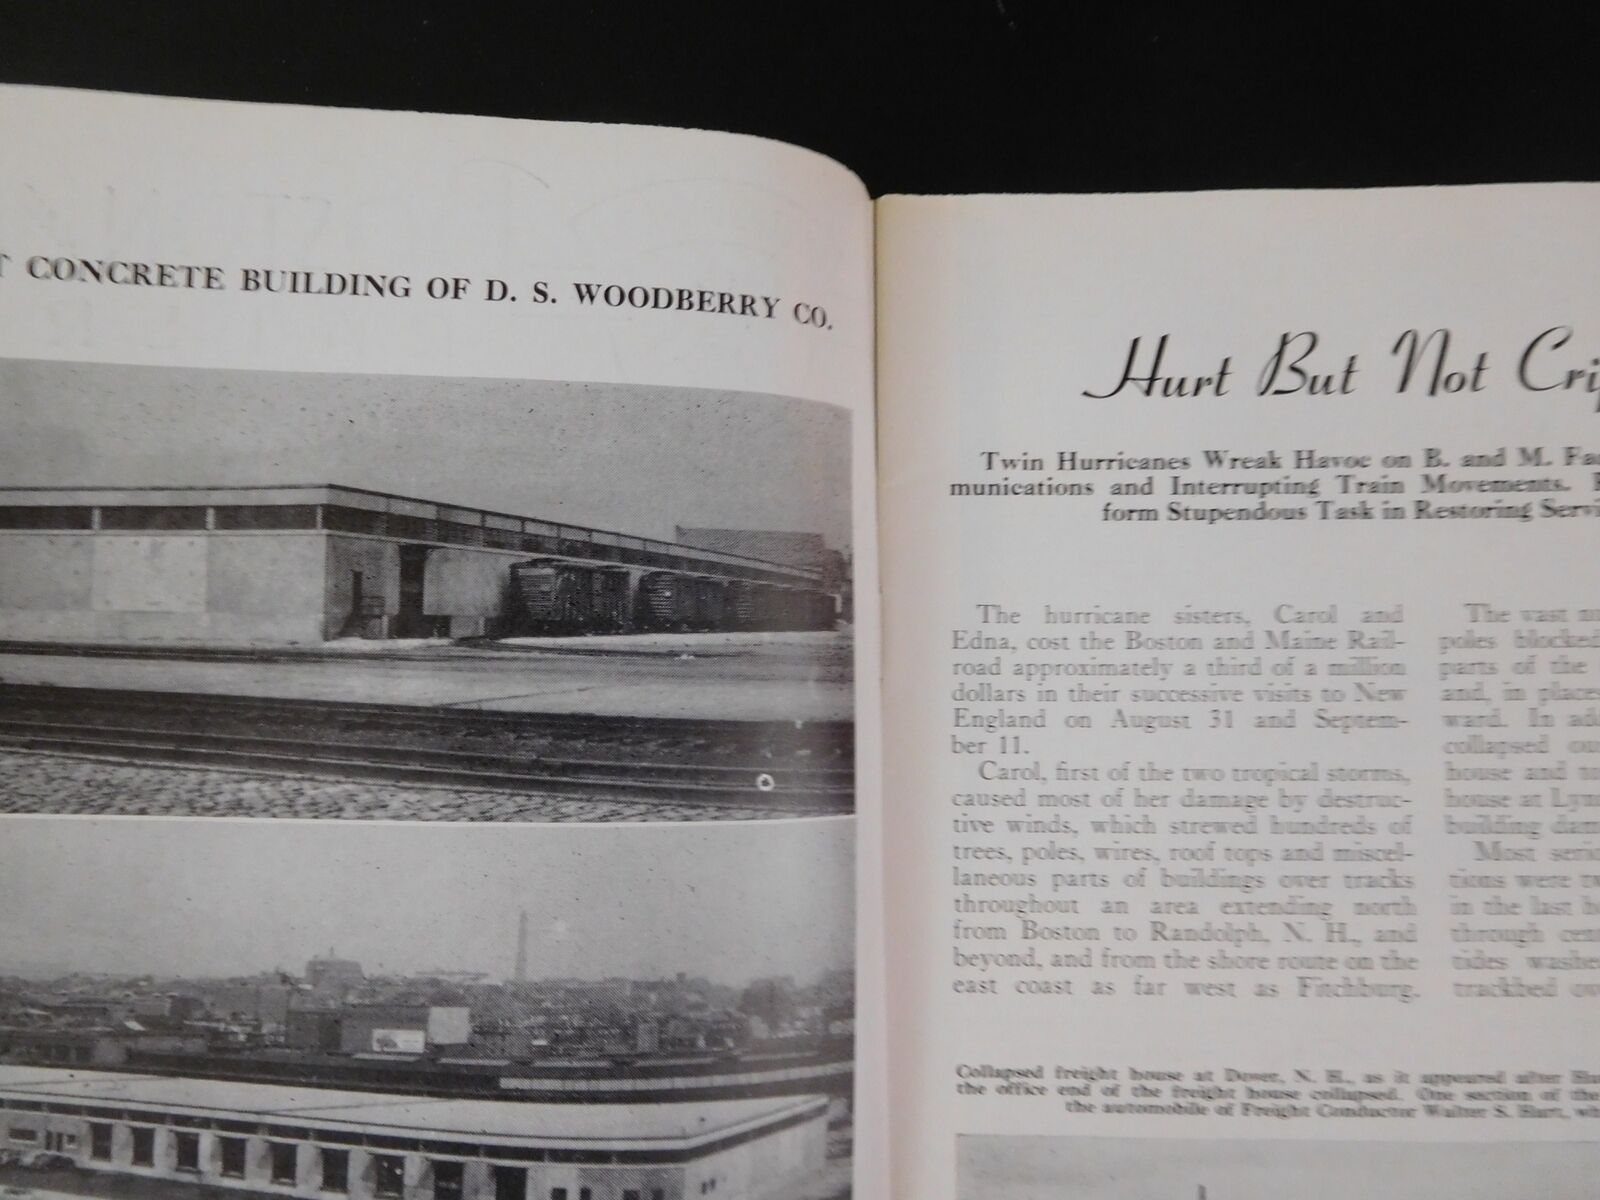 CONCRETE BUILDING OF D. S. WOODBERRY CO.
Hurt But Not
Twin Hurricanes Wreak Havoc on B. and M.
munications and Interrupting Train Movements.
form Stupendous Task in Restoring
The hurricane sisters, Carol and
Edna, cost the Boston and Maine Rail-
road approximately a third of a million
dollars in their successive visits to New
England on August 31 and Septem-
ber 11.
Carol, first of the two tropical storms,
caused most of her damage by destruc-
tive winds, which strewed hundreds of
trees, poles, wires, roof tops and miscel-
laneous parts of buildings over tracks
throughout an area extending north
from Boston to Randolph, N. H., and
beyond, and from the shore route on the
east coast as far west as Fitchburg.
The vast
poles blocked
parts of the
and, in
ward. In
collapsed
house and
house at
building
Most
tions were
in the last
through
tides
trackbed
Collapsed freight house at Dover, N. H., as it appeared after
the office end of the freight house collapsed. One section of the
the automobile of Freight Conductor Walter S. Hurt,